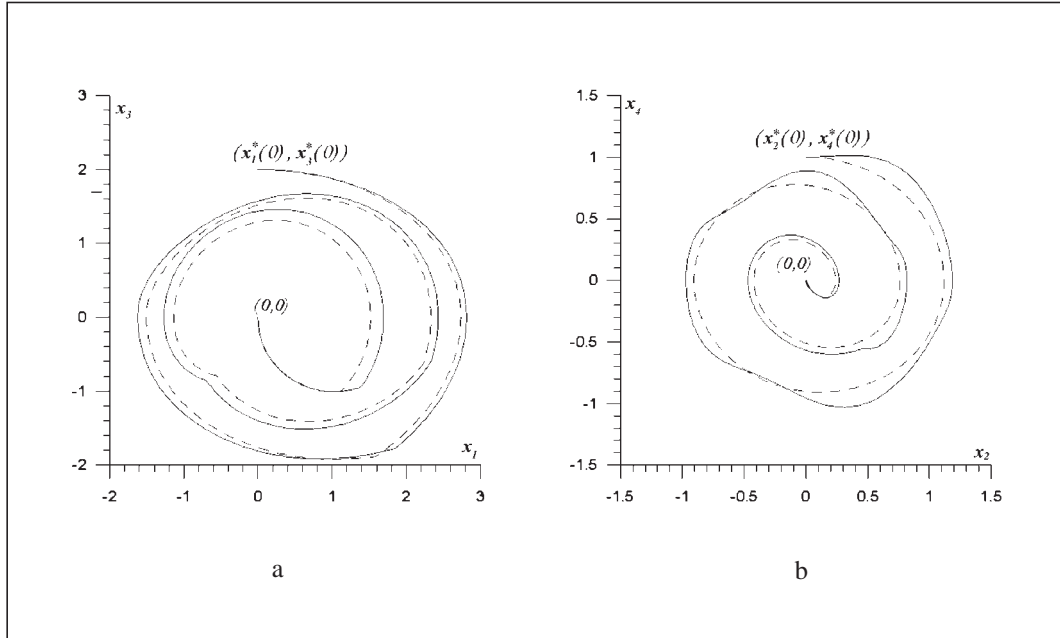 3
x₃
(x₁*(0), x₃*(0))
2
1
(0,0)
0
-1
-2
x₁
-2 -1 0 1 2 3
a
1.5
x₄
(x₂*(0), x₄*(0))
1
0.5
(0,0)
0
-0.5
-1
-1.5
x₂
-1.5 -1 -0.5 0 0.5 1 1.5
b